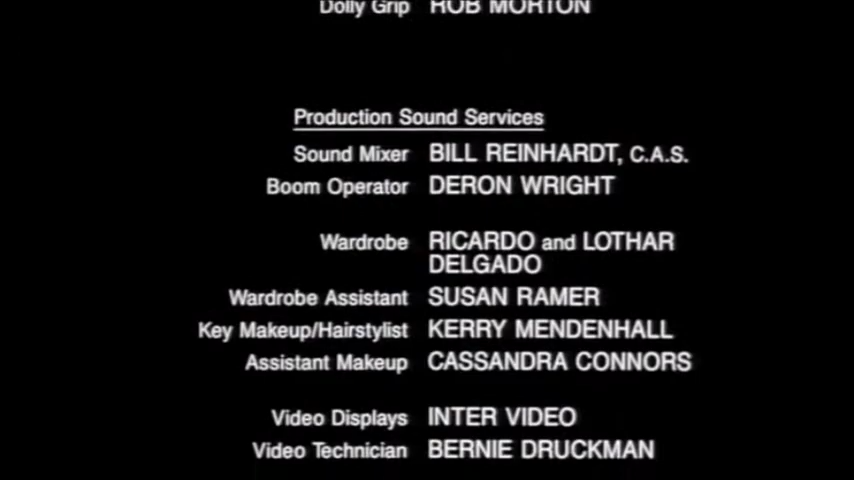 Dolly Grip ROB MORTON
Production Sound Services
Sound Mixer BILL REINHARDT, C.A.S.
Boom Operator DERON WRIGHT
Wardrobe RICARDO and LOTHAR
DELGADO
Wardrobe Assistant SUSAN RAMER
Key Makeup/Hairstylist KERRY MENDENHALL
Assistant Makeup CASSANDRA CONNORS
Video Displays INTER VIDEO
Video Technician BERNIE DRUCKMAN